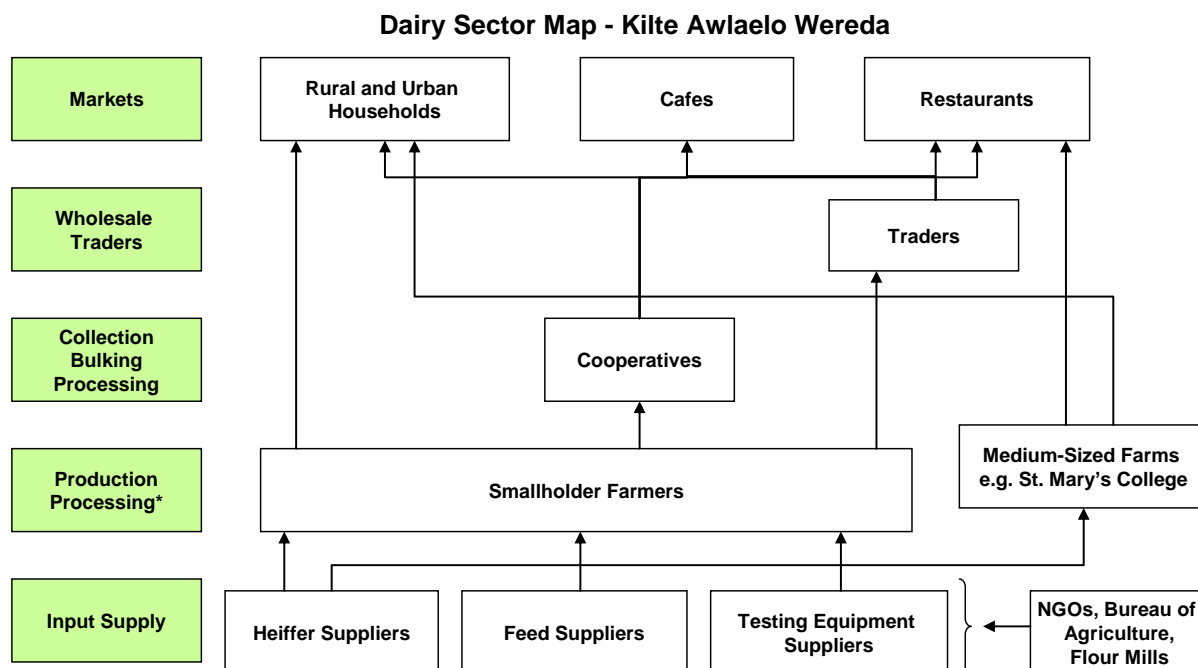 Dairy Sector Map - Kilte Awlaelo Wereda
Markets
Rural and Urban
Households
Cafes
Restaurants
Wholesale
Traders
Traders
Collection
Bulking
Processing
Cooperatives
Production
Processing*
Smallholder Farmers
Medium-Sized Farms
e.g. St. Mary's College
Input Supply
Heiffer Suppliers
Feed Suppliers
Testing Equipment
Suppliers
NGOs, Bureau of
Agriculture,
Flour Mills